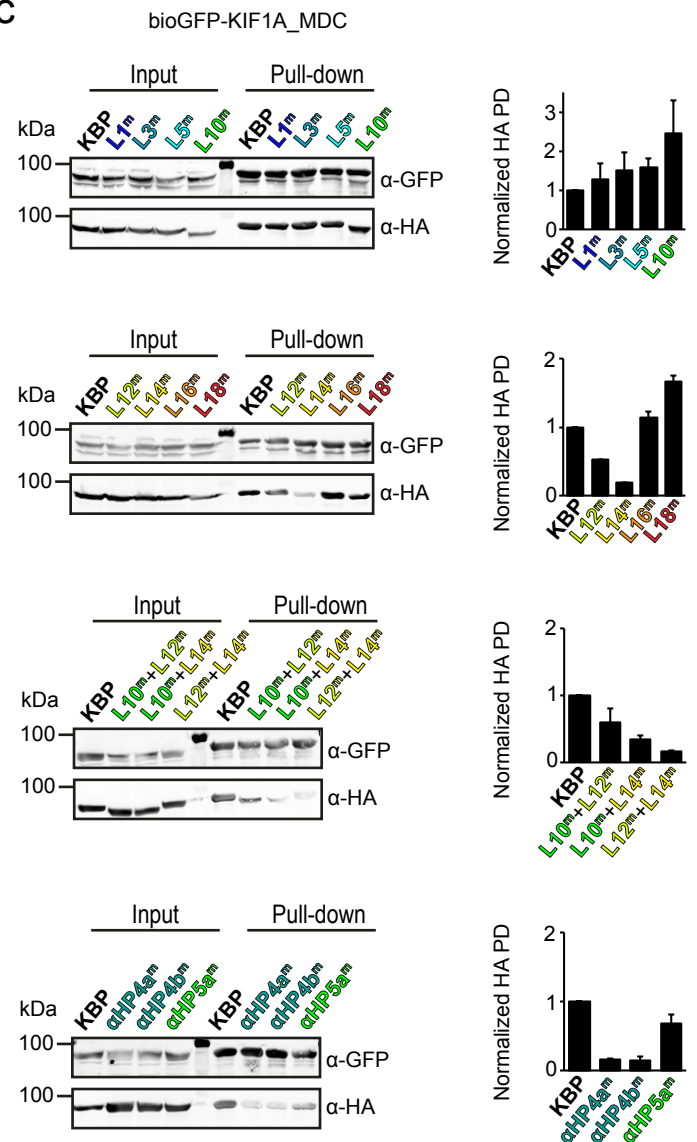 C
bioGFP-KIF1A_MDC
Input Pull-down
kDa KBP L1ᵐ L3ᵐ L5ᵐ L10ᵐ KBP L1ᵐ L3ᵐ L5ᵐ L10ᵐ
100 α-GFP
100 α-HA
Normalized HA PD
3
2
1
0
KBP L1ᵐ L3ᵐ L5ᵐ L10ᵐ
Input Pull-down
kDa KBP L12ᵐ L14ᵐ L16ᵐ L18ᵐ KBP L12ᵐ L14ᵐ L16ᵐ L18ᵐ
100 α-GFP
100 α-HA
Normalized HA PD
2
1
0
KBP L12ᵐ L14ᵐ L16ᵐ L18ᵐ
Input Pull-down
kDa KBP L10ᵐ+L12ᵐ L10ᵐ+L14ᵐ L12ᵐ+L14ᵐ KBP L10ᵐ+L12ᵐ L10ᵐ+L14ᵐ L12ᵐ+L14ᵐ
100 α-GFP
100 α-HA
Normalized HA PD
2
1
0
KBP L10ᵐ+L12ᵐ L10ᵐ+L14ᵐ L12ᵐ+L14ᵐ
Input Pull-down
kDa KBP αHP4aᵐ αHP4bᵐ αHP5aᵐ KBP αHP4aᵐ αHP4bᵐ αHP5aᵐ
100 α-GFP
100 α-HA
Normalized HA PD
2
1
0
KBP αHP4aᵐ αHP4bᵐ αHP5aᵐ